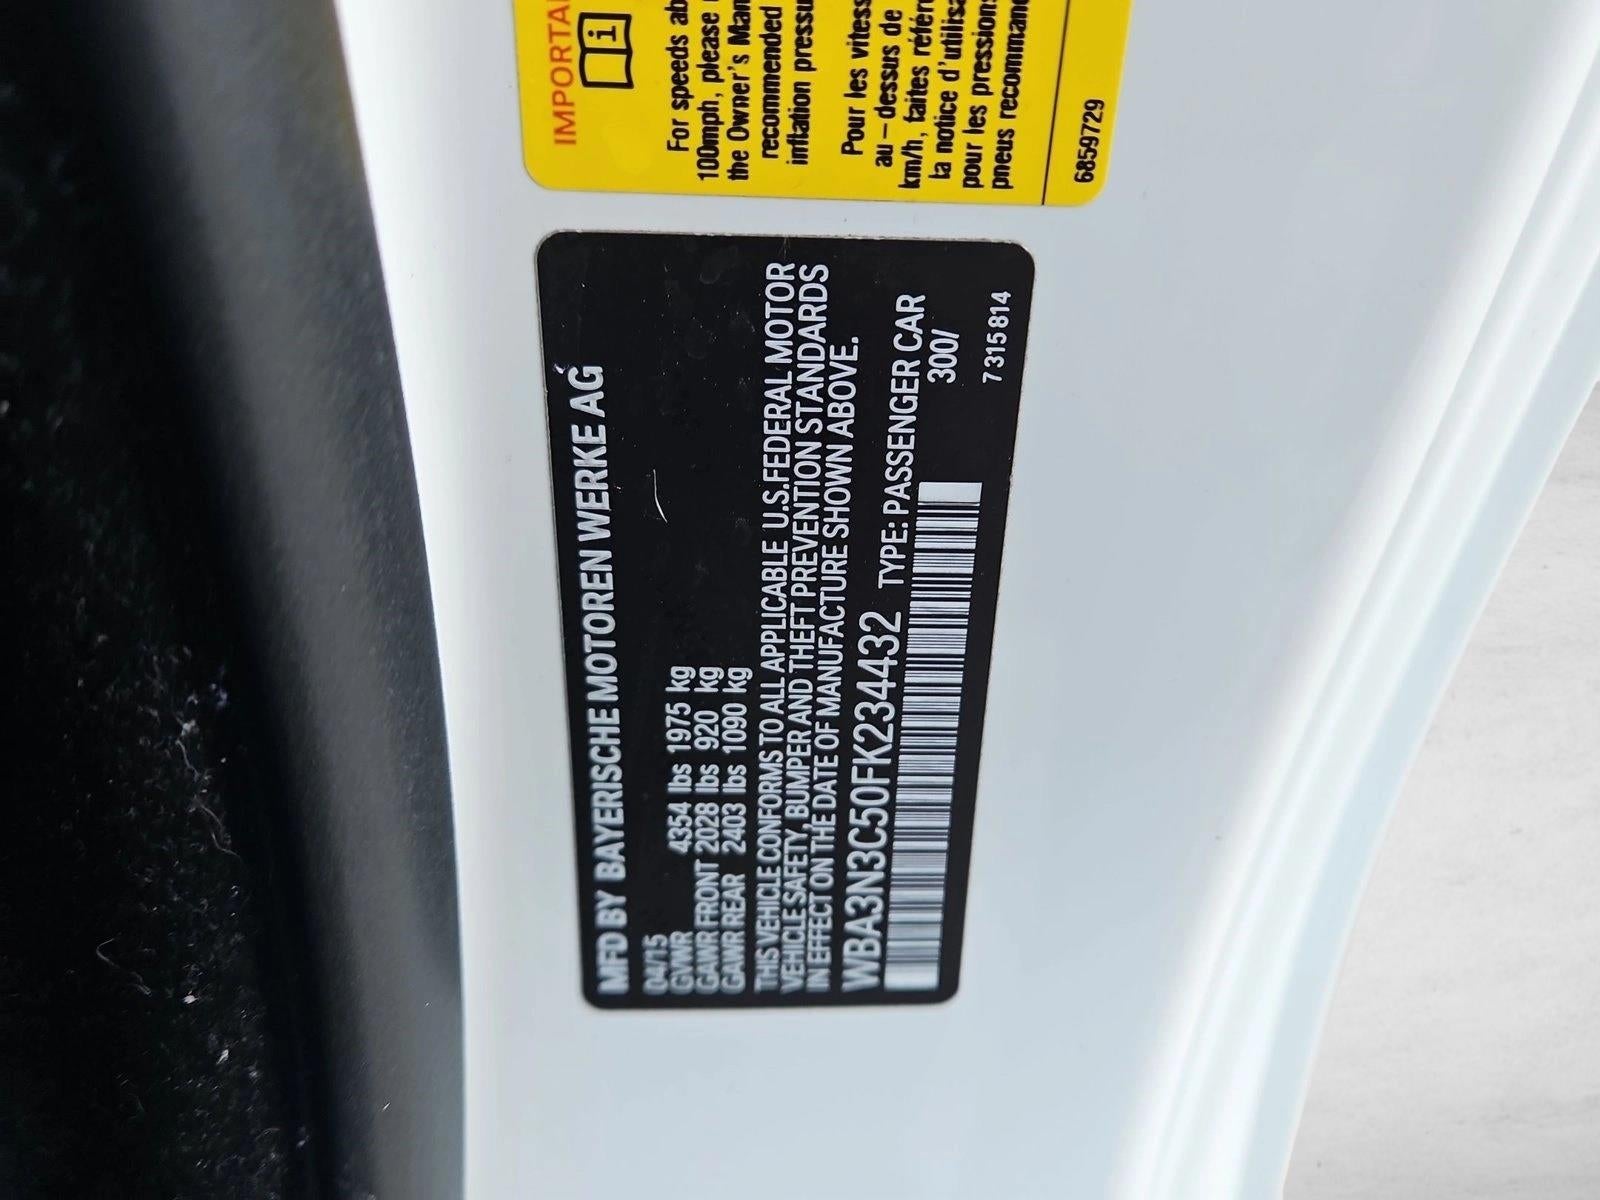 IMPORTA
For speeds ab
100mph, please
the Owner's Man
recommended
inflation pressu
Pour les vitess
au-dessus de
km/h, faites référ
la notice d'utilisa
pour les pression
pneus recomman
6859729
MFD BY BAYERISCHE MOTOREN WERKE AG
04/15
GVWR 4354 lbs 1975 kg
GAWR FRONT 2028 lbs 920 kg
GAWR REAR 2403 lbs 1090 kg
THIS VEHICLE CONFORMS TO ALL APPLICABLE U.S.FEDERAL MOTOR
VEHICLE SAFETY, BUMPER AND THEFT PREVENTION STANDARDS
IN EFFECT ON THE DATE OF MANUFACTURE SHOWN ABOVE.
WBA3N3C50FK234432 TYPE: PASSENGER CAR
300/
7315814